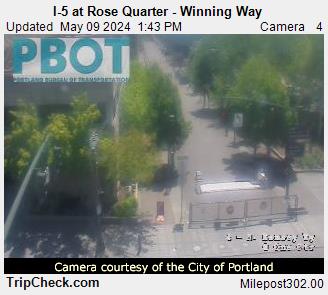 I-5 at Rose Quarter - Winning Way
Updated May 09 2024 1:43 PM Camera 4
PBOT
PORTLAND BUREAU OF TRANSPORTATION
Camera courtesy of the City of Portland
TripCheck.com Milepost302.00